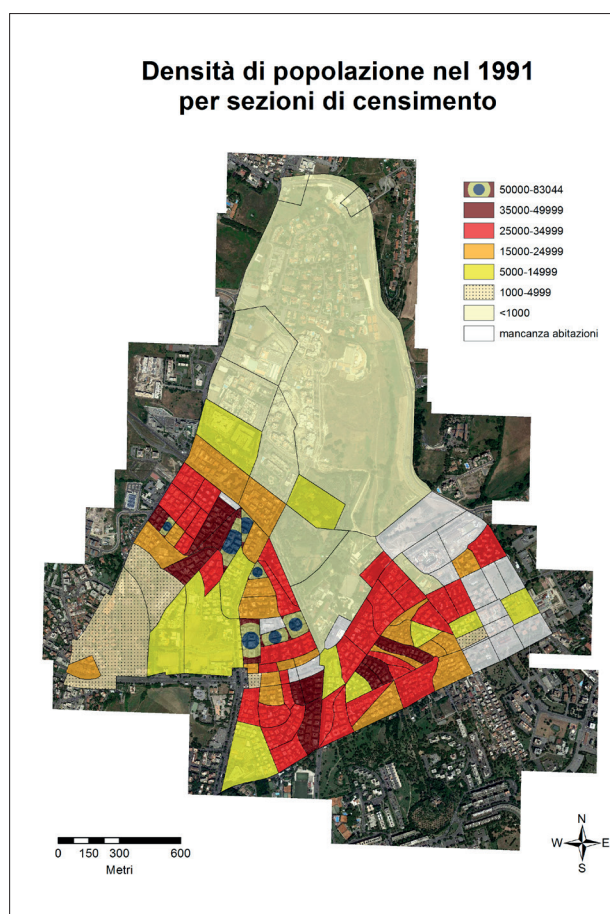 Densità di popolazione nel 1991
per sezioni di censimento
50000-83044
35000-49999
25000-34999
15000-24999
5000-14999
1000-4999
<1000
mancanza abitazioni
0 150 300 600
Metri
N
W E
S